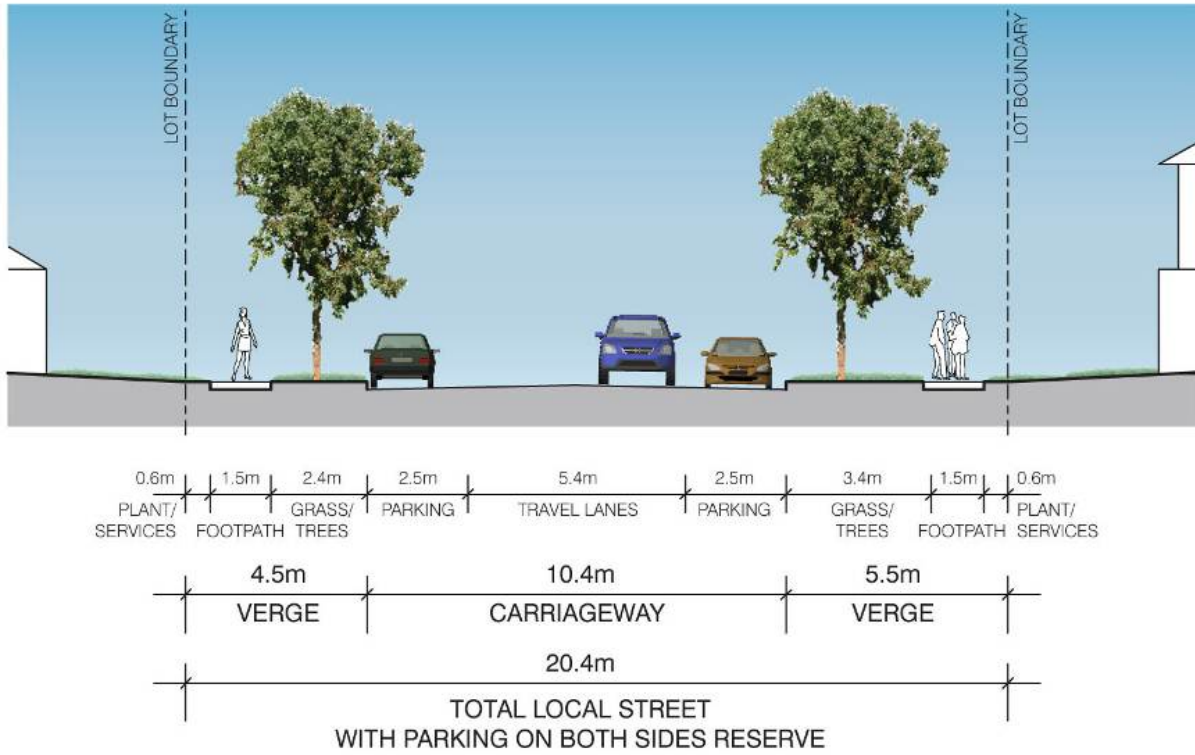 LOT BOUNDARY
LOT BOUNDARY
0.6m 1.5m 2.4m 2.5m 5.4m 2.5m 3.4m 1.5m 0.6m
PLANT/ GRASS/ PARKING TRAVEL LANES PARKING GRASS/ PLANT/
SERVICES FOOTPATH TREES TREES FOOTPATH SERVICES
4.5m 10.4m 5.5m
VERGE CARRIAGEWAY VERGE
20.4m
TOTAL LOCAL STREET
WITH PARKING ON BOTH SIDES RESERVE